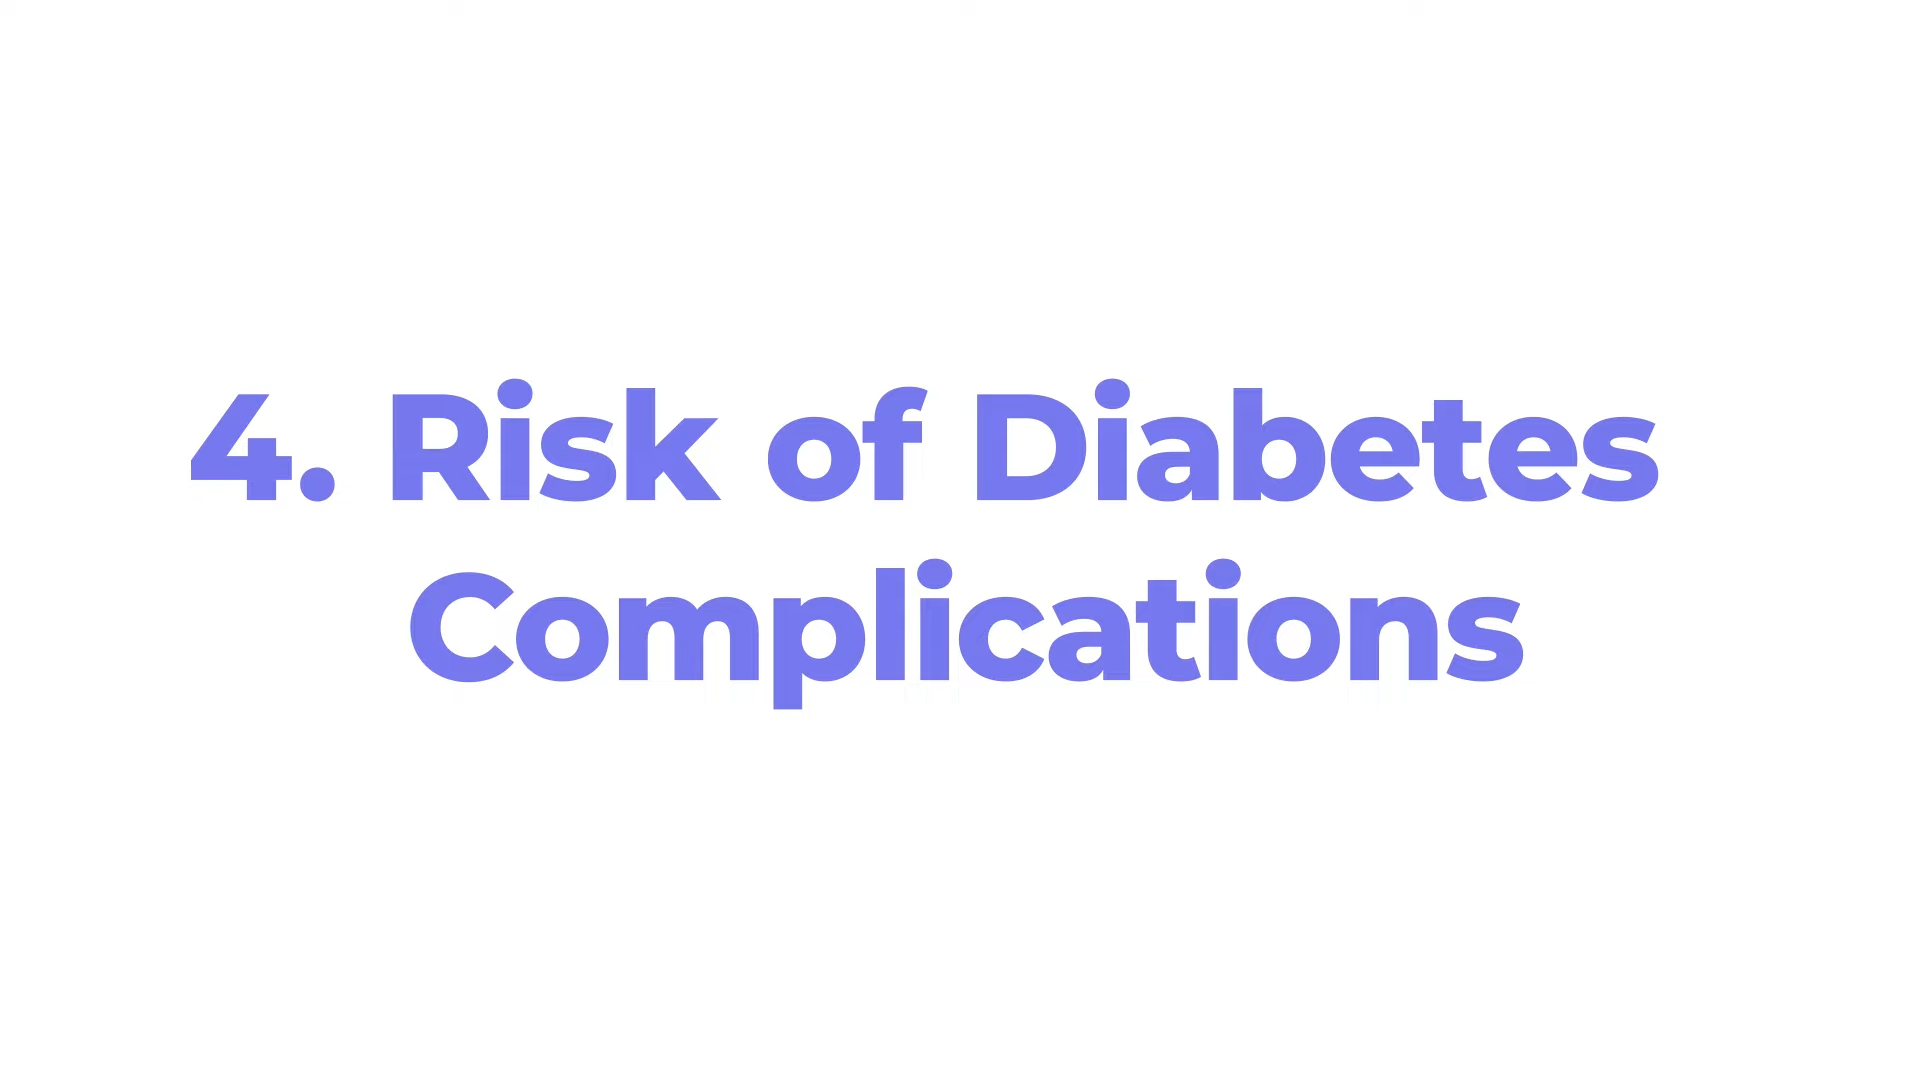 4. Risk of Diabetes
Complications